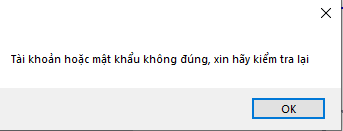 Tài khoản hoặc mật khẩu không đúng, xin hãy kiểm tra lại
OK